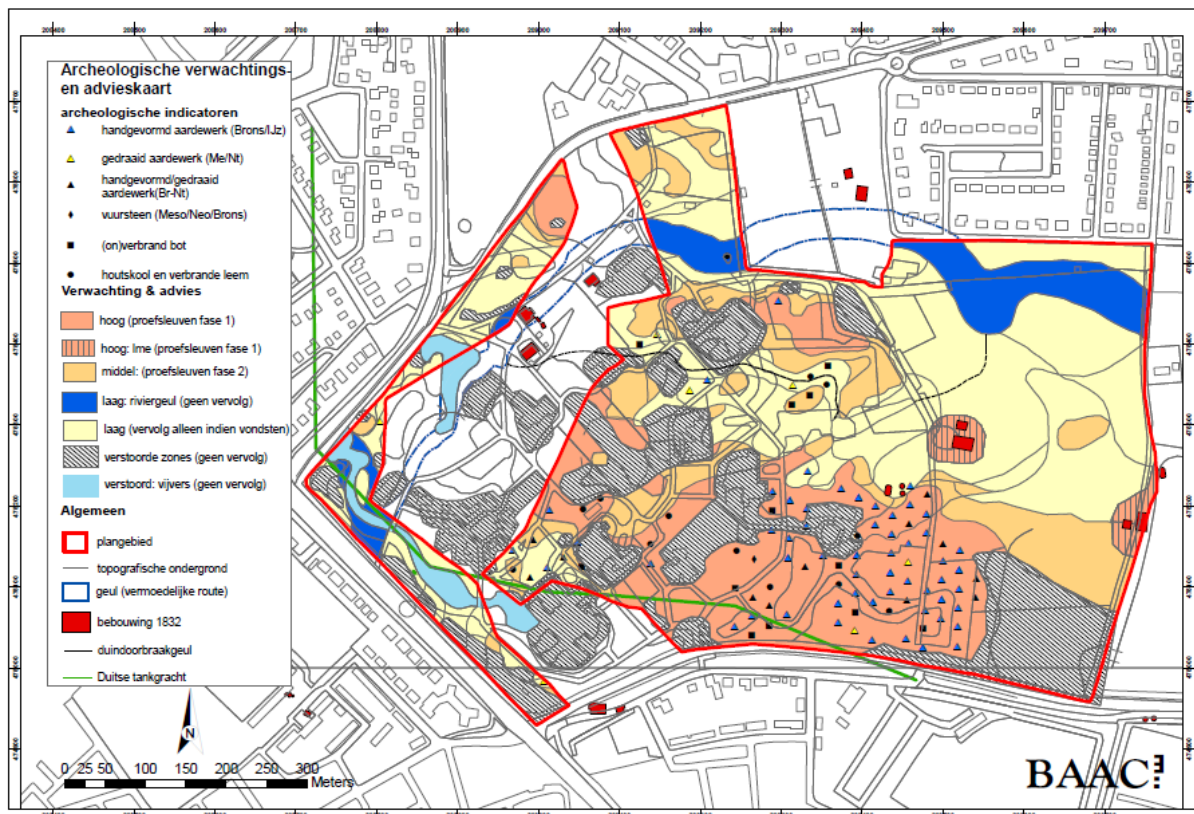 Archeologische verwachtings-
en advieskaart
archeologische indicatoren
handgevormd aardewerk (Brons/IJz)
gedraaid aardewerk (Me/Nt)
handgevormd/gedraaid
aardewerk(Br-Nt)
vuursteen (Meso/Neo/Brons)
(on)verbrand bot
houtskool en verbrande leem
Verwachting & advies
hoog (proefsleuven fase 1)
hoog: lme (proefsleuven fase 1)
middel: (proefsleuven fase 2)
laag: riviergeul (geen vervolg)
laag (vervolg alleen indien vondsten)
verstoorde zones (geen vervolg)
verstoord: vijvers (geen vervolg)
Algemeen
plangebied
topografische ondergrond
geul (vermoedelijke route)
bebouwing 1832
duindoorbraakgeul
Duitse tankgracht
N
0 25 50 100 150 200 250 300
Meters
BAAC